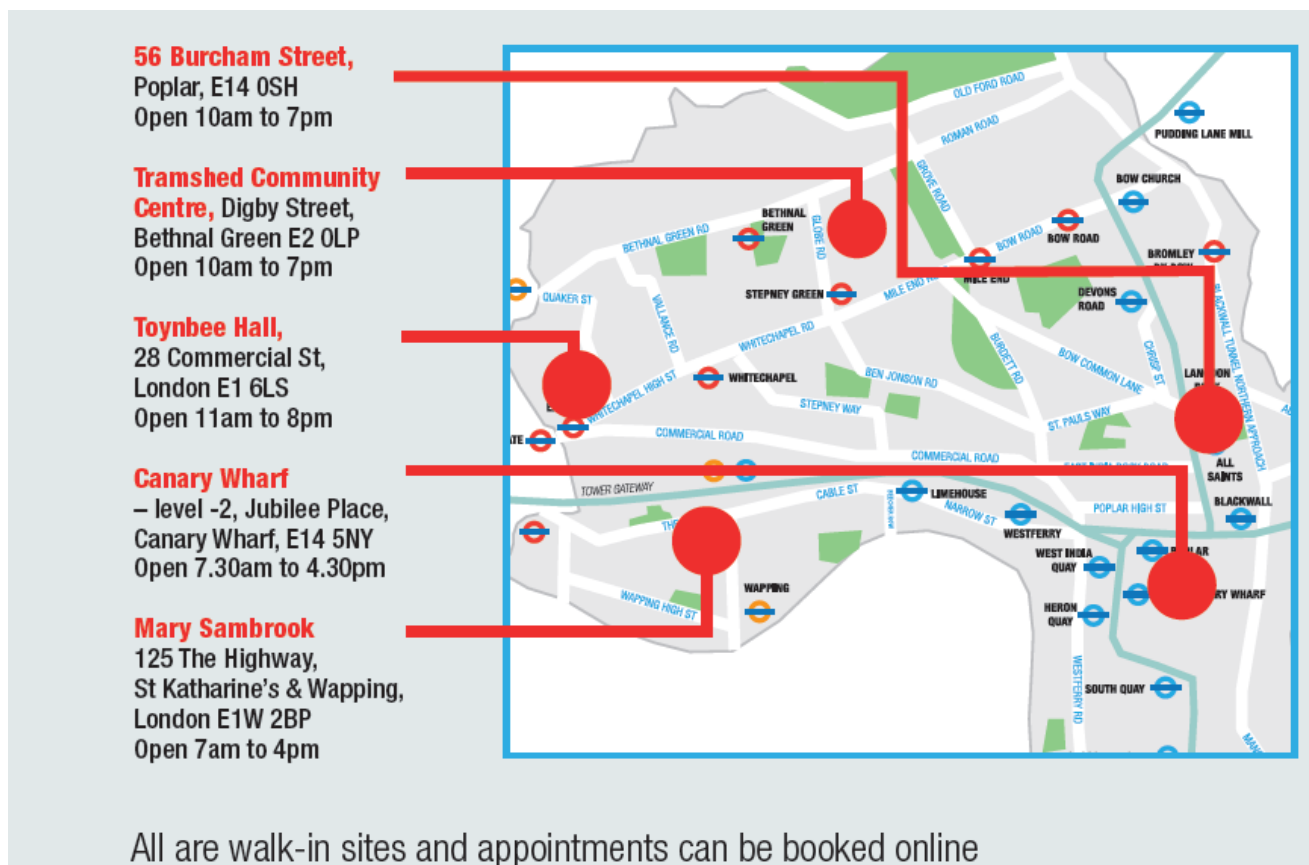 56 Burcham Street,
Poplar, E14 0SH
Open 10am to 7pm
Tramshed Community
Centre, Digby Street,
Bethnal Green E2 0LP
Open 10am to 7pm
Toynbee Hall,
28 Commercial St,
London E1 6LS
Open 11am to 8pm
Canary Wharf
– level -2, Jubilee Place,
Canary Wharf, E14 5NY
Open 7.30am to 4.30pm
Mary Sambrook
125 The Highway,
St Katharine's & Wapping,
London E1W 2BP
Open 7am to 4pm
OLD FORD ROAD
ROMAN ROAD
PUDDING LANE MILL
GROVE ROAD
BOW CHURCH
BETHNAL
GREEN
GLOBE RD
BETHNAL GREEN RD
BOW ROAD
BOW ROAD
BROMLEY
MILE END
MILE END
STEPNEY GREEN
DEVONS
ROAD
QUAKER ST
VALLANCE RD
WHITECHAPEL RD
BURDETT RD
BOW COMMON LANE
CHRISP ST
BLACKWALL TUNNEL NORTHERN APPROACH
WHITECHAPEL HIGH ST
WHITECHAPEL
BEN JONSON RD
STEPNEY WAY
ST. PAULS WAY
COMMERCIAL ROAD
COMMERCIAL ROAD
ALL
SAINTS
TOWER GATEWAY
CABLE ST
LIMEHOUSE
NARROW ST
WESTFERRY
POPLAR HIGH ST
BLACKWALL
WEST INDIA
QUAY
WAPPING
WAPPING HIGH ST
HERON
QUAY
WHARF
WESTFERRY RD
SOUTH QUAY
All are walk-in sites and appointments can be booked online